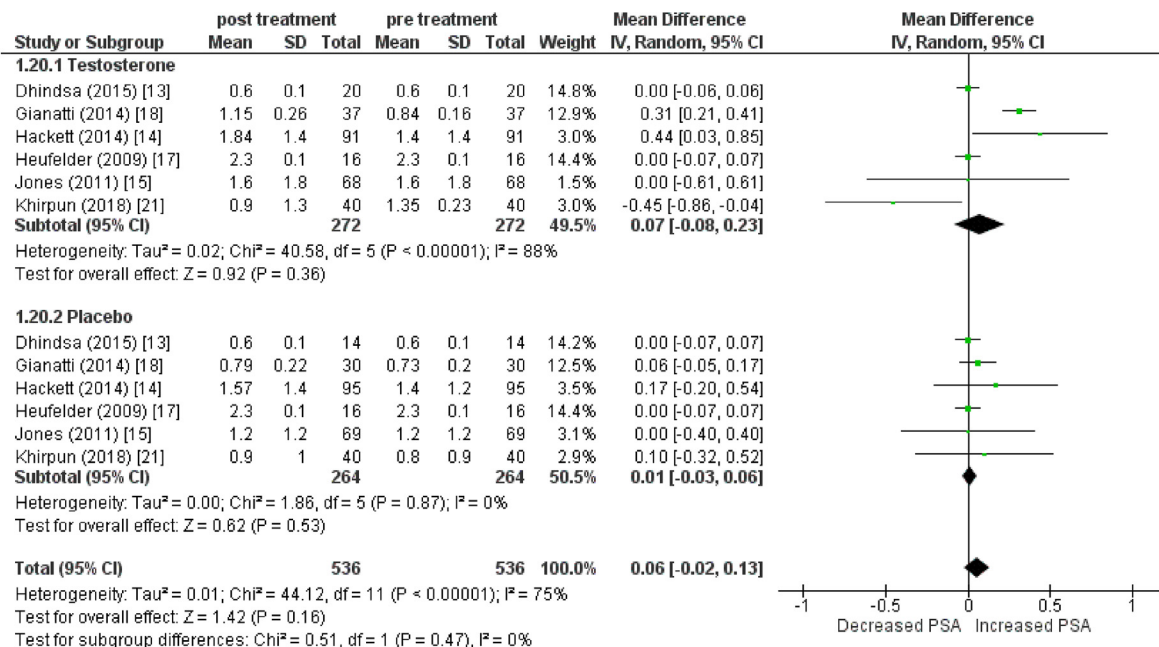 post treatment pre treatment Mean Difference Mean Difference
Study or Subgroup Mean SD Total Mean SD Total Weight IV, Random, 95% CI IV, Random, 95% CI
1.20.1 Testosterone
Dhindsa (2015) [13] 0.6 0.1 20 0.6 0.1 20 14.8% 0.00 [-0.06, 0.06]
Gianatti (2014) [18] 1.15 0.26 37 0.84 0.16 37 12.9% 0.31 [0.21, 0.41]
Hackett (2014) [14] 1.84 1.4 91 1.4 1.4 91 3.0% 0.44 [0.03, 0.85]
Heufelder (2009) [17] 2.3 0.1 16 2.3 0.1 16 14.4% 0.00 [-0.07, 0.07]
Jones (2011) [15] 1.6 1.8 68 1.6 1.8 68 1.5% 0.00 [-0.61, 0.61]
Khirpun (2018) [21] 0.9 1.3 40 1.35 0.23 40 3.0% -0.45 [-0.86, -0.04]
Subtotal (95% CI) 272 272 49.5% 0.07 [-0.08, 0.23]
Heterogeneity: Tau² = 0.02; Chi² = 40.58, df = 5 (P < 0.00001); I² = 88%
Test for overall effect: Z = 0.92 (P = 0.36)
1.20.2 Placebo
Dhindsa (2015) [13] 0.6 0.1 14 0.6 0.1 14 14.2% 0.00 [-0.07, 0.07]
Gianatti (2014) [18] 0.79 0.22 30 0.73 0.2 30 12.5% 0.06 [-0.05, 0.17]
Hackett (2014) [14] 1.57 1.4 95 1.4 1.2 95 3.5% 0.17 [-0.20, 0.54]
Heufelder (2009) [17] 2.3 0.1 16 2.3 0.1 16 14.4% 0.00 [-0.07, 0.07]
Jones (2011) [15] 1.2 1.2 69 1.2 1.2 69 3.1% 0.00 [-0.40, 0.40]
Khirpun (2018) [21] 0.9 1 40 0.8 0.9 40 2.9% 0.10 [-0.32, 0.52]
Subtotal (95% CI) 264 264 50.5% 0.01 [-0.03, 0.06]
Heterogeneity: Tau² = 0.00; Chi² = 1.86, df = 5 (P = 0.87); I² = 0%
Test for overall effect: Z = 0.62 (P = 0.53)
Total (95% CI) 536 536 100.0% 0.06 [-0.02, 0.13]
Heterogeneity: Tau² = 0.01; Chi² = 44.12, df = 11 (P < 0.00001); I² = 75%
Test for overall effect: Z = 1.42 (P = 0.16)
Test for subgroup differences: Chi² = 0.51, df = 1 (P = 0.47), I² = 0%
-1 -0.5 0 0.5 1
Decreased PSA Increased PSA